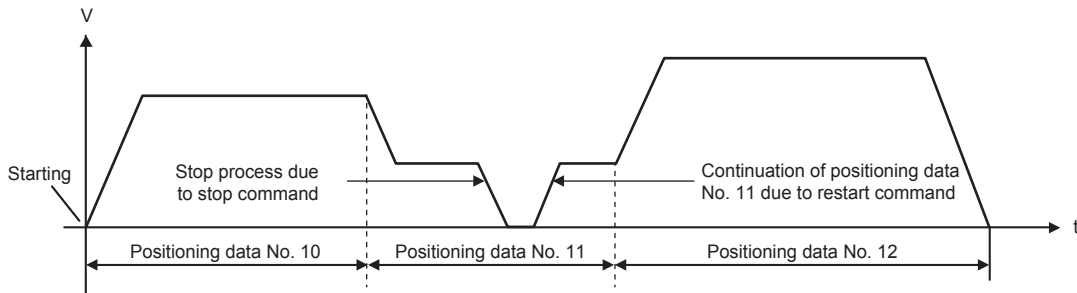 V
Starting
Stop process due
to stop command
Continuation of positioning data
No. 11 due to restart command
t
Positioning data No. 10
Positioning data No. 11
Positioning data No. 12